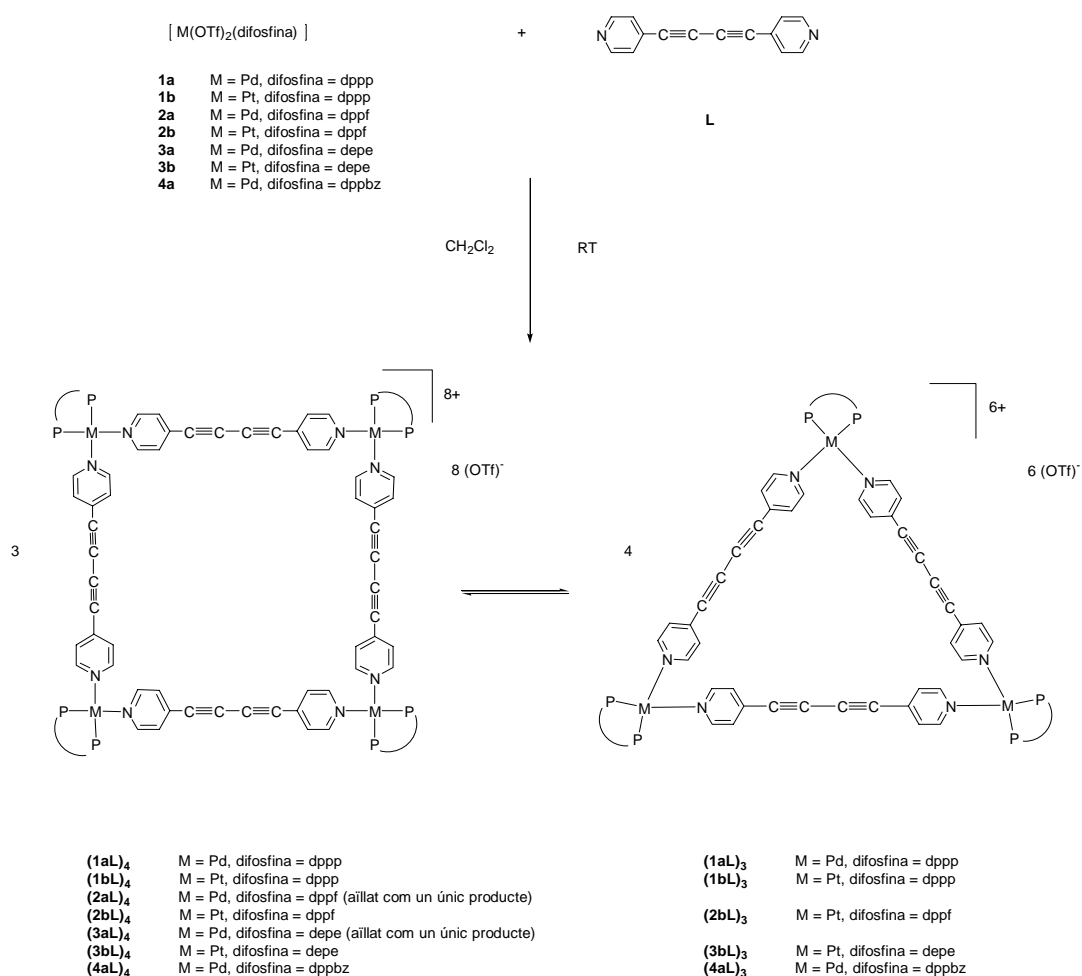 [ M(OTf)2(difosfina) ] + N C C C C N
1a M = Pd, difosfina = dppp
1b M = Pt, difosfina = dppp
2a M = Pd, difosfina = dppf
2b M = Pt, difosfina = dppf
3a M = Pd, difosfina = depe
3b M = Pt, difosfina = depe
4a M = Pd, difosfina = dppbz
L
CH2Cl2 RT
8+
P P
P M N C C C C N M P
N N
8 (OTf)-
C C
C C
C C
C C
N N
P M N C C C C N M P
P P
3
6+
P P
M
N N
6 (OTf)-
C C
C C
C C
C C
N N
P M N C C C C N M P
P P
4
(1aL)4 M = Pd, difosfina = dppp
(1bL)4 M = Pt, difosfina = dppp
(2aL)4 M = Pd, difosfina = dppf (aïllat com un únic producte)
(2bL)4 M = Pt, difosfina = dppf
(3aL)4 M = Pd, difosfina = depe (aïllat com un únic producte)
(3bL)4 M = Pt, difosfina = depe
(4aL)4 M = Pd, difosfina = dppbz
(1aL)3 M = Pd, difosfina = dppp
(1bL)3 M = Pt, difosfina = dppp
(2bL)3 M = Pt, difosfina = dppf
(3bL)3 M = Pt, difosfina = depe
(4aL)3 M = Pd, difosfina = dppbz